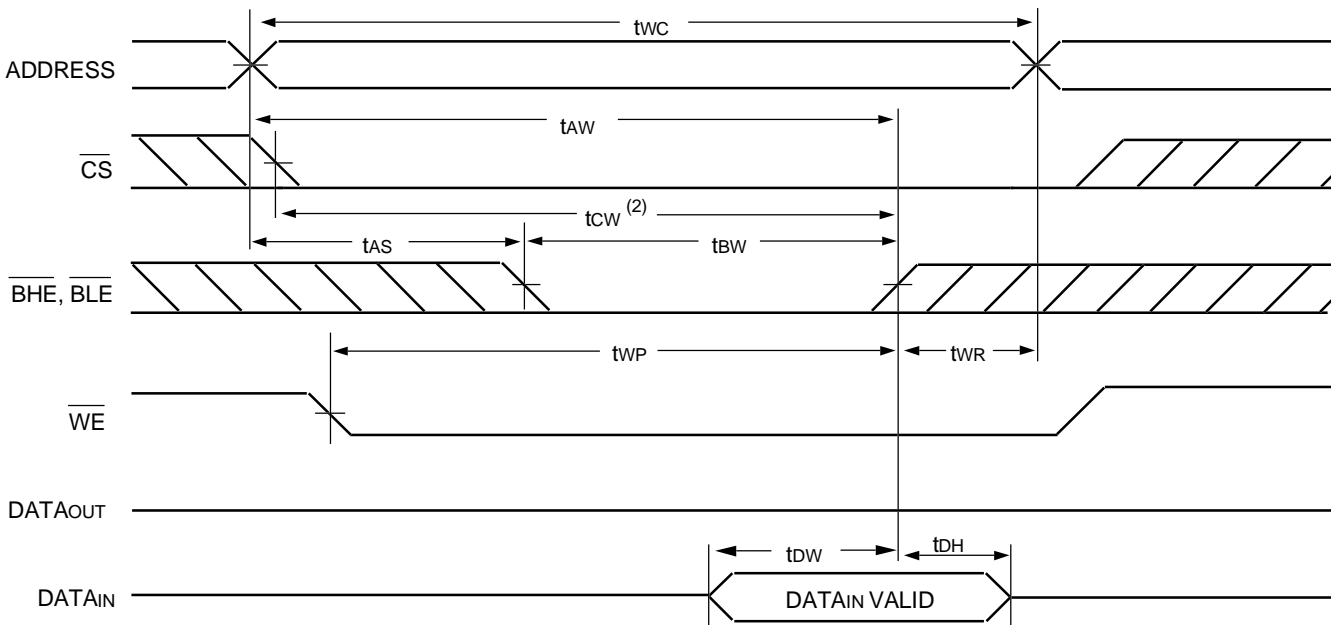 tWC
ADDRESS
tAW
CS
tCW (2)
tAS
tBW
BHE, BLE
tWP
tWR
WE
DATAOUT
tDW
tDH
DATAIN
DATAIN VALID